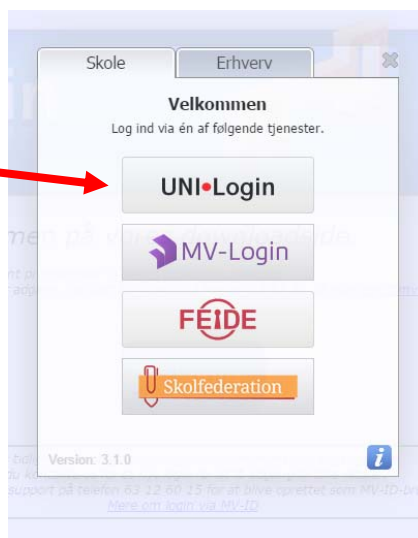 Skole
Erhverv
Velkommen
Log ind via én af følgende tjenester.
UNI•Login
MV-Login
FEIDE
Skolfederation
Version: 3.1.0
support på telefon 63 12 60 25 for at blive oprettet som MV-ID-br
Mere om login via MV-ID